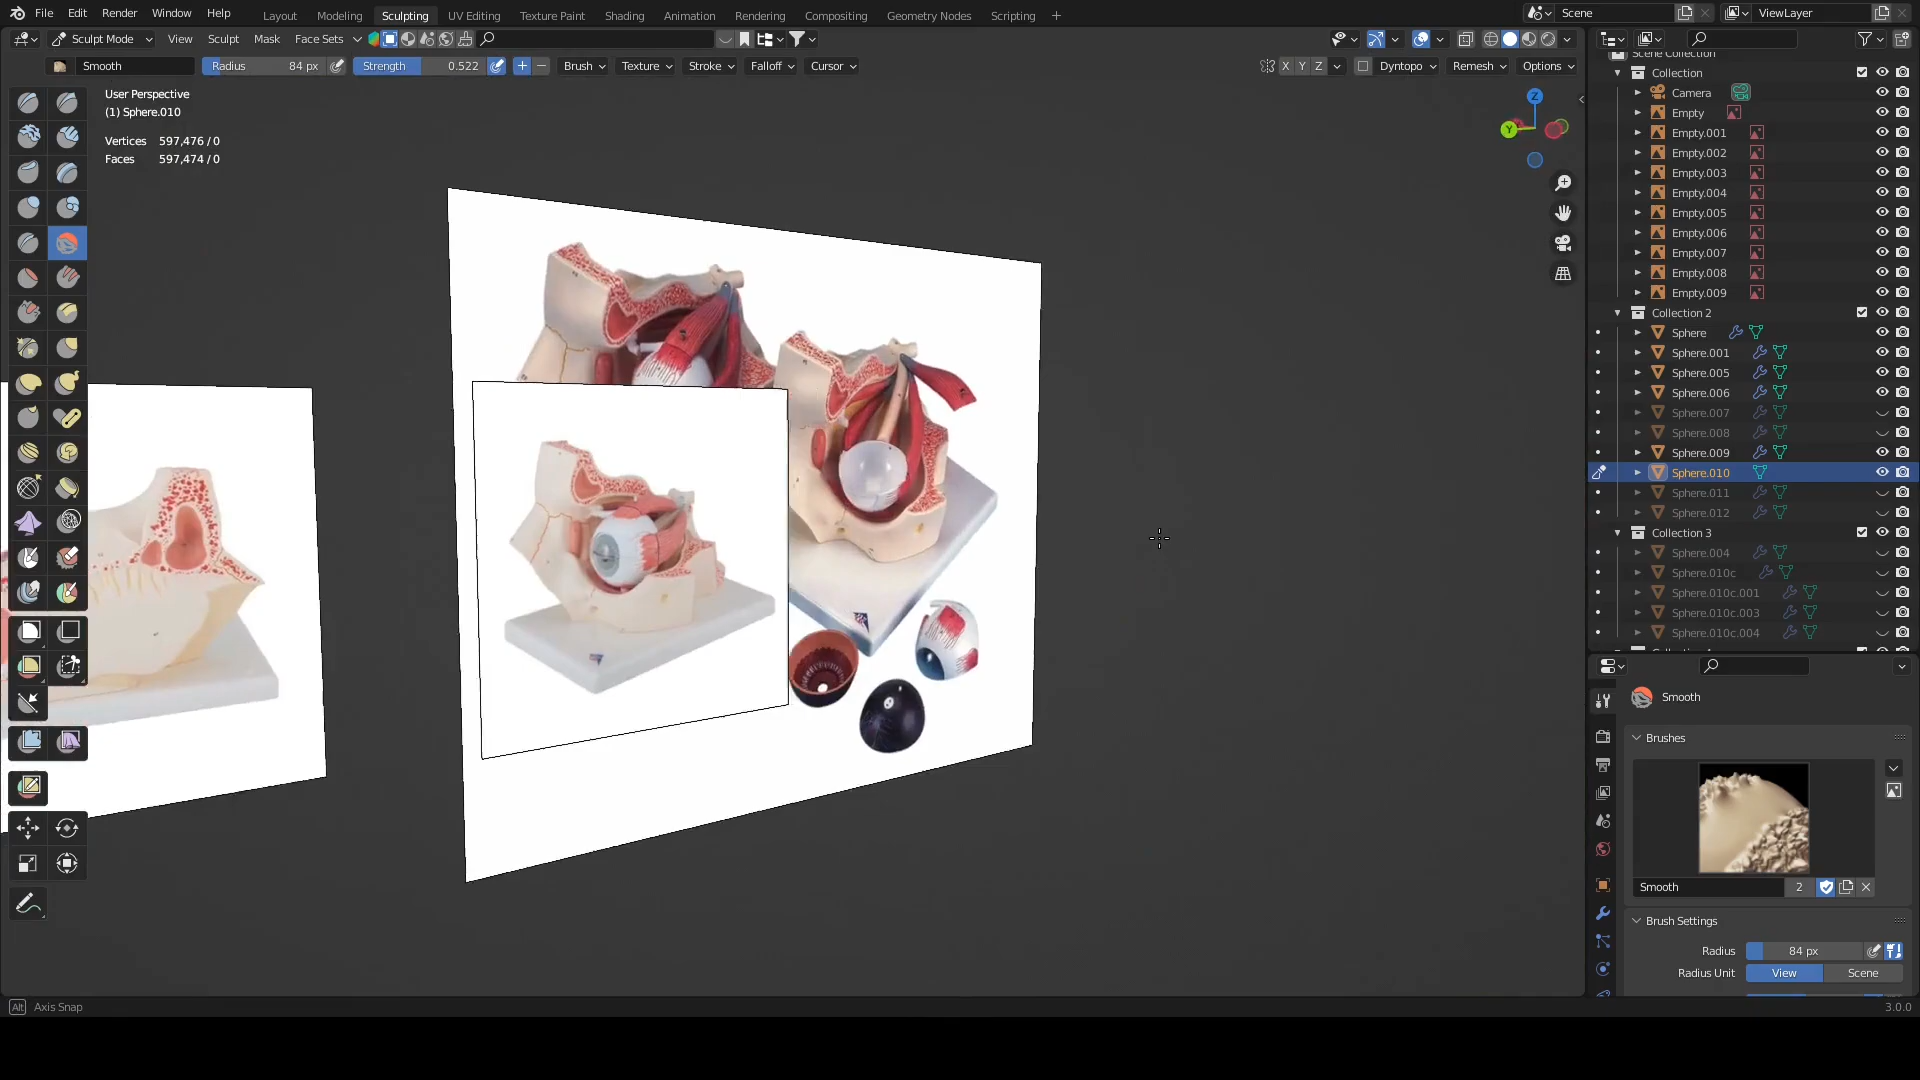 File Edit Render Window Help Layout Modeling Sculpting UV Editing Texture Paint Shading Animation Rendering Compositing Geometry Nodes Scripting + Scene ViewLayer
Sculpt Mode View Sculpt Mask Face Sets
Smooth Radius 84 px Strength 0.522 Brush Texture Stroke Falloff Cursor X Y Z Dyntopo Remesh Options
User Perspective
(1) Sphere.010
Vertices 597,476 / 0
Faces 597,474 / 0
Z
Y
Scene Collection
Collection
Camera
Empty
Empty.001
Empty.002
Empty.003
Empty.004
Empty.005
Empty.006
Empty.007
Empty.008
Empty.009
Collection 2
Sphere
Sphere.001
Sphere.005
Sphere.006
Sphere.007
Sphere.008
Sphere.009
Sphere.010
Sphere.011
Sphere.012
Collection 3
Sphere.004
Sphere.010c
Sphere.010c.001
Sphere.010c.003
Sphere.010c.004
Smooth
Brushes
Smooth 2
Brush Settings
Radius 84 px
Radius Unit View Scene
Alt Axis Snap 3.0.0